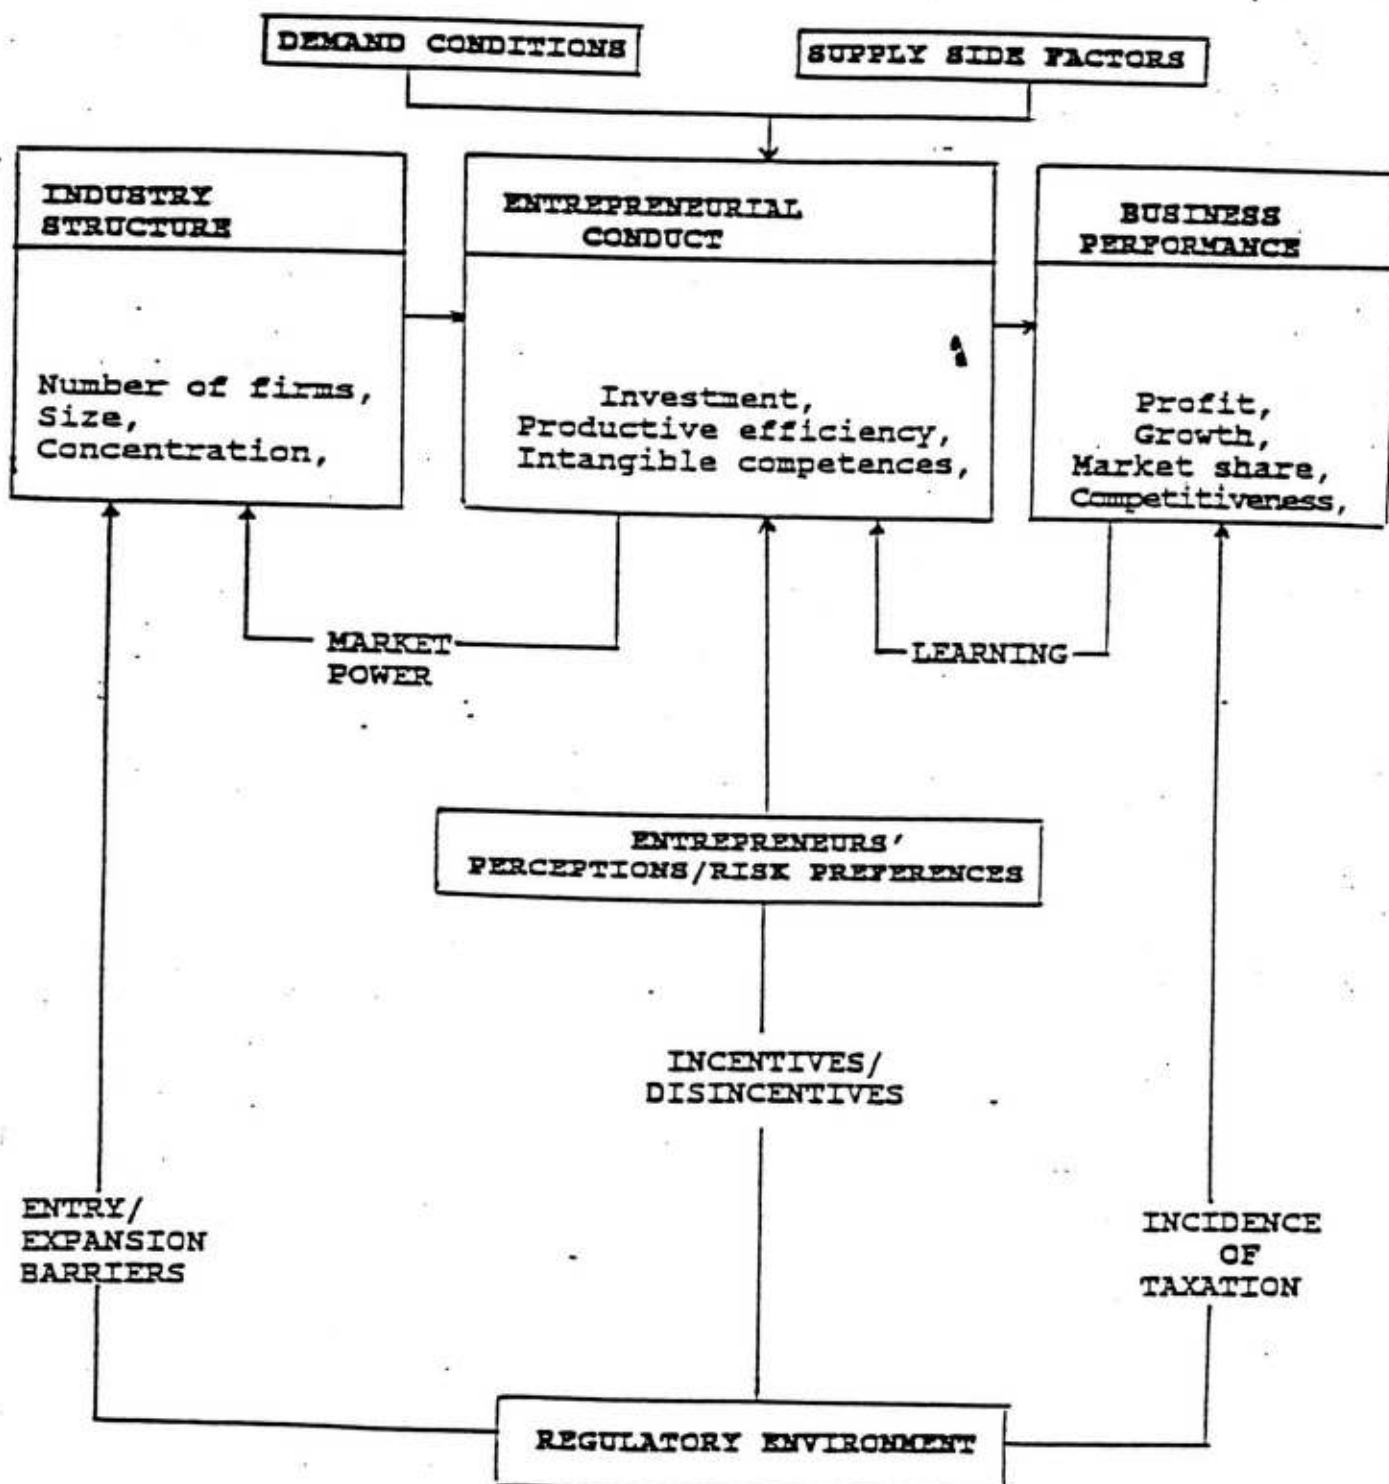 DEMAND CONDITIONS
SUPPLY SIDE FACTORS
INDUSTRY
STRUCTURE
ENTREPRENEURIAL
CONDUCT
BUSINESS
PERFORMANCE
Number of firms,
Size,
Concentration,
Investment,
Productive efficiency,
Intangible competences,
Profit,
Growth,
Market share,
Competitiveness,
MARKET
POWER
LEARNING
ENTREPRENEURS'
PERCEPTIONS/RISK PREFERENCES
INCENTIVES/
DISINCENTIVES
ENTRY/
EXPANSION
BARRIERS
INCIDENCE
OF
TAXATION
REGULATORY ENVIRONMENT